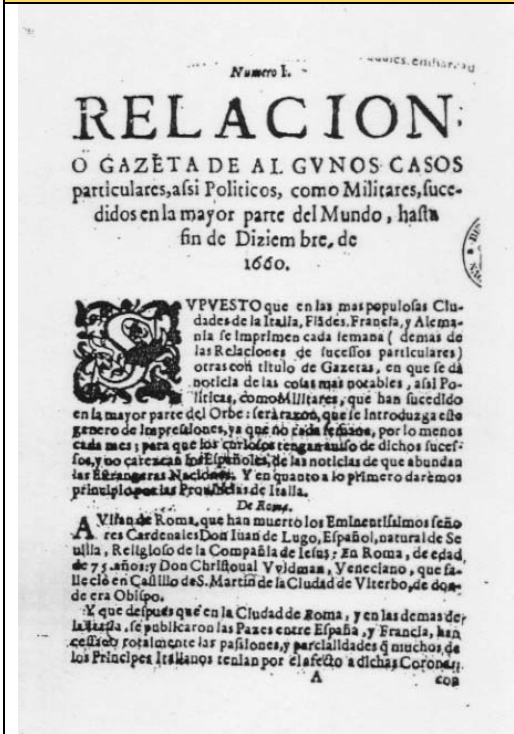 Numero I.
RELACION
O GAZETA DE ALGVNOS CASOS
particulares, assi Politicos, como Militares, suce-
didos en la mayor parte del Mundo, hasta
fin de Diziembre, de
1660.
SVPVESTO que en las mas populosas Ciu-
dades de la Italia, Flãdes, Francia, y Alema-
nia se imprimen cada semana (demas de
las Relaciones de sucessos particulares)
otras con titulo de Gazetas, en que se dà
noticia de las cosas mas notables, assi Po-
liticas, como Militares, que han sucedido
en la mayor parte del Orbe: serà razon, que se introduzga este
genero de Impressiones, ya que no cada semana, por lo menos
cada mes; para que los curiosos tengan auiso de dichos suces-
sos, y no carezcan los Españoles, de las noticias de que abundan
las Estrangeras Naciones. Y en quanto a lo primero darèmos
principio por las Prouincias de Italia.
De Roma.
AVisan de Roma, que han muerto los Eminentissimos seño
res Cardenales Don Iuan de Lugo, Español, natural de Se
uilla, Religioso de la Compañia de Iesus: En Roma, de edad
de 75. años: y Don Christoual Vvidman, Veneciano, que fa-
lleciò en Castillo de S. Martin de la Ciudad de Viterbo, de don-
de era Obispo.
Y que despues que en la Ciudad de Roma, y en las demas de
la Italia, se publicaron las Pazes entre España, y Francia, han
cessado totalmente las passiones, y parcialidades q̃ muchos de
los Principes Italianos tenian por el afecto a dichas Coronas;
A con